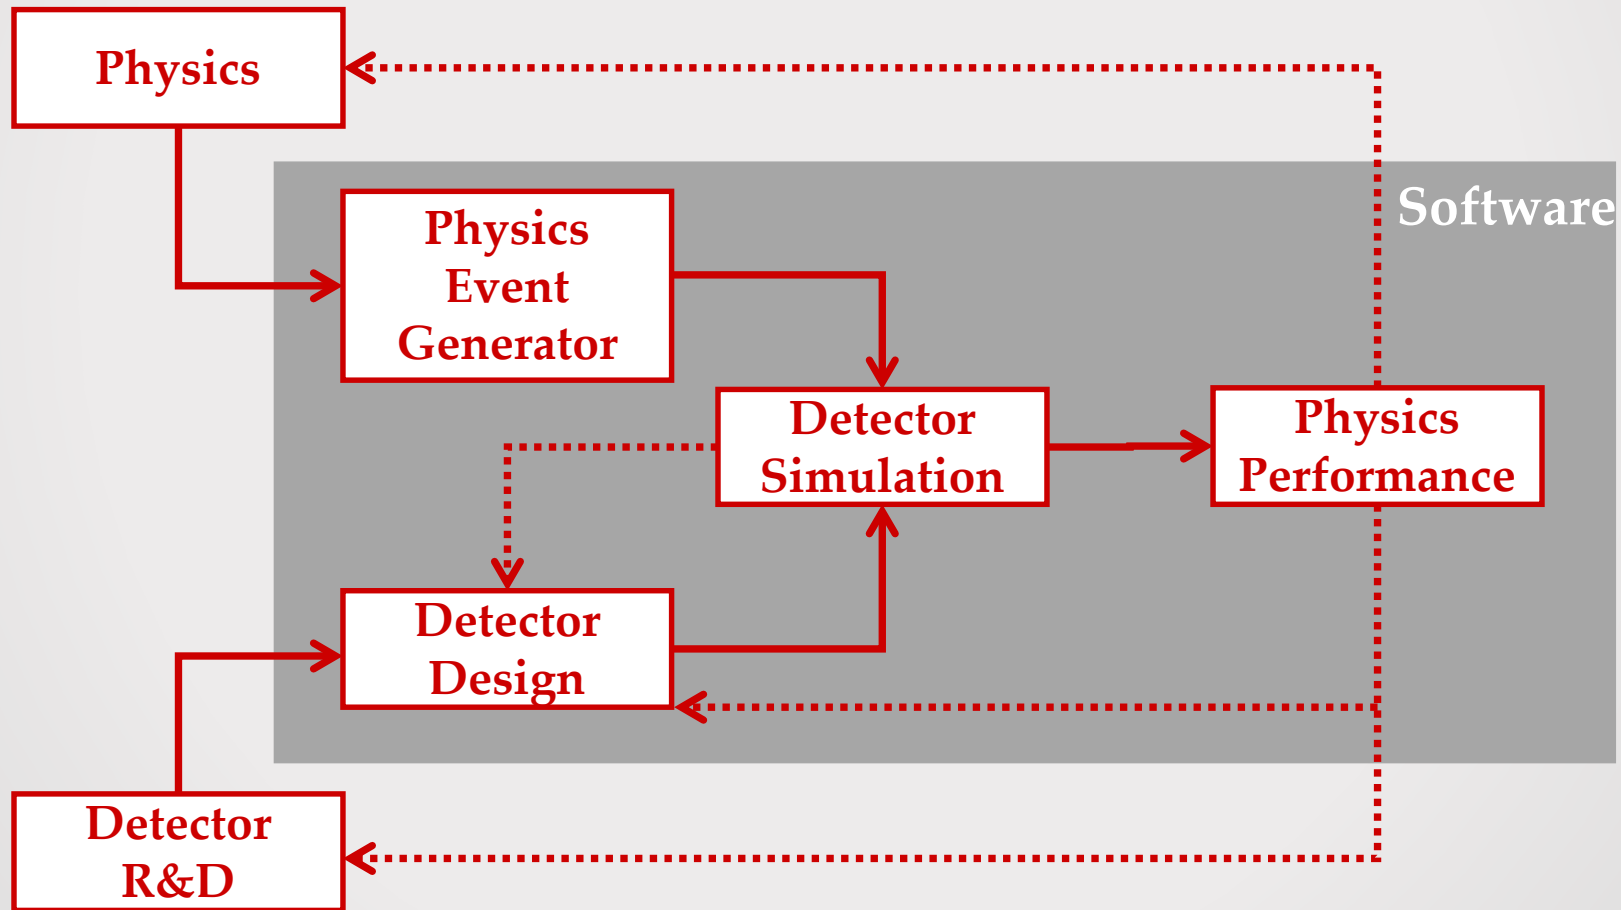 Physics
Software
Physics
Event
Generator
Detector
Simulation
Physics
Performance
Detector
Design
Detector
R&D